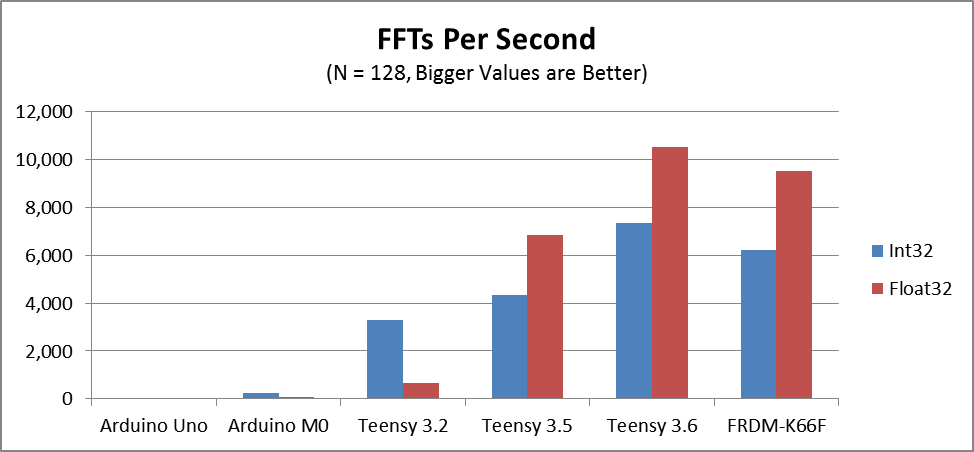 FFTs Per Second
(N = 128, Bigger Values are Better)
12,000
10,000
8,000
6,000
4,000
2,000
0
Arduino Uno
Arduino M0
Teensy 3.2
Teensy 3.5
Teensy 3.6
FRDM-K66F
Int32
Float32